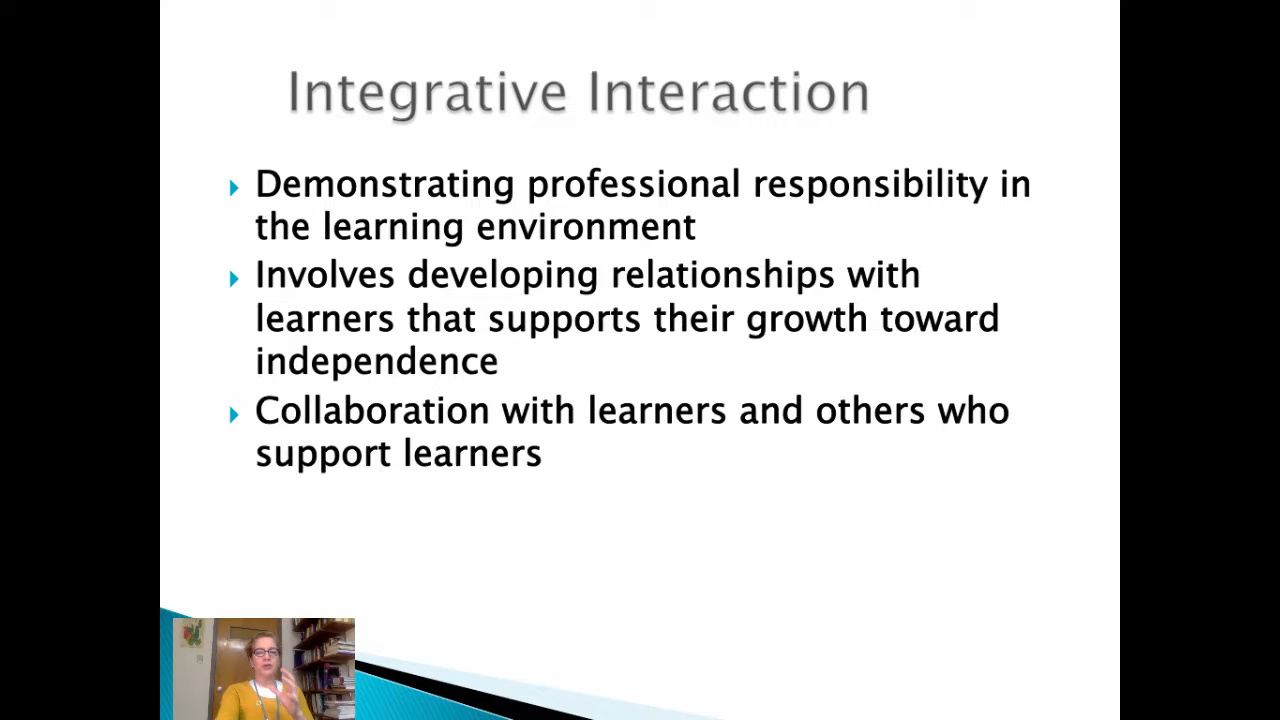 Integrative Interaction
Demonstrating professional responsibility in
the learning environment
Involves developing relationships with
learners that supports their growth toward
independence
Collaboration with learners and others who
support learners